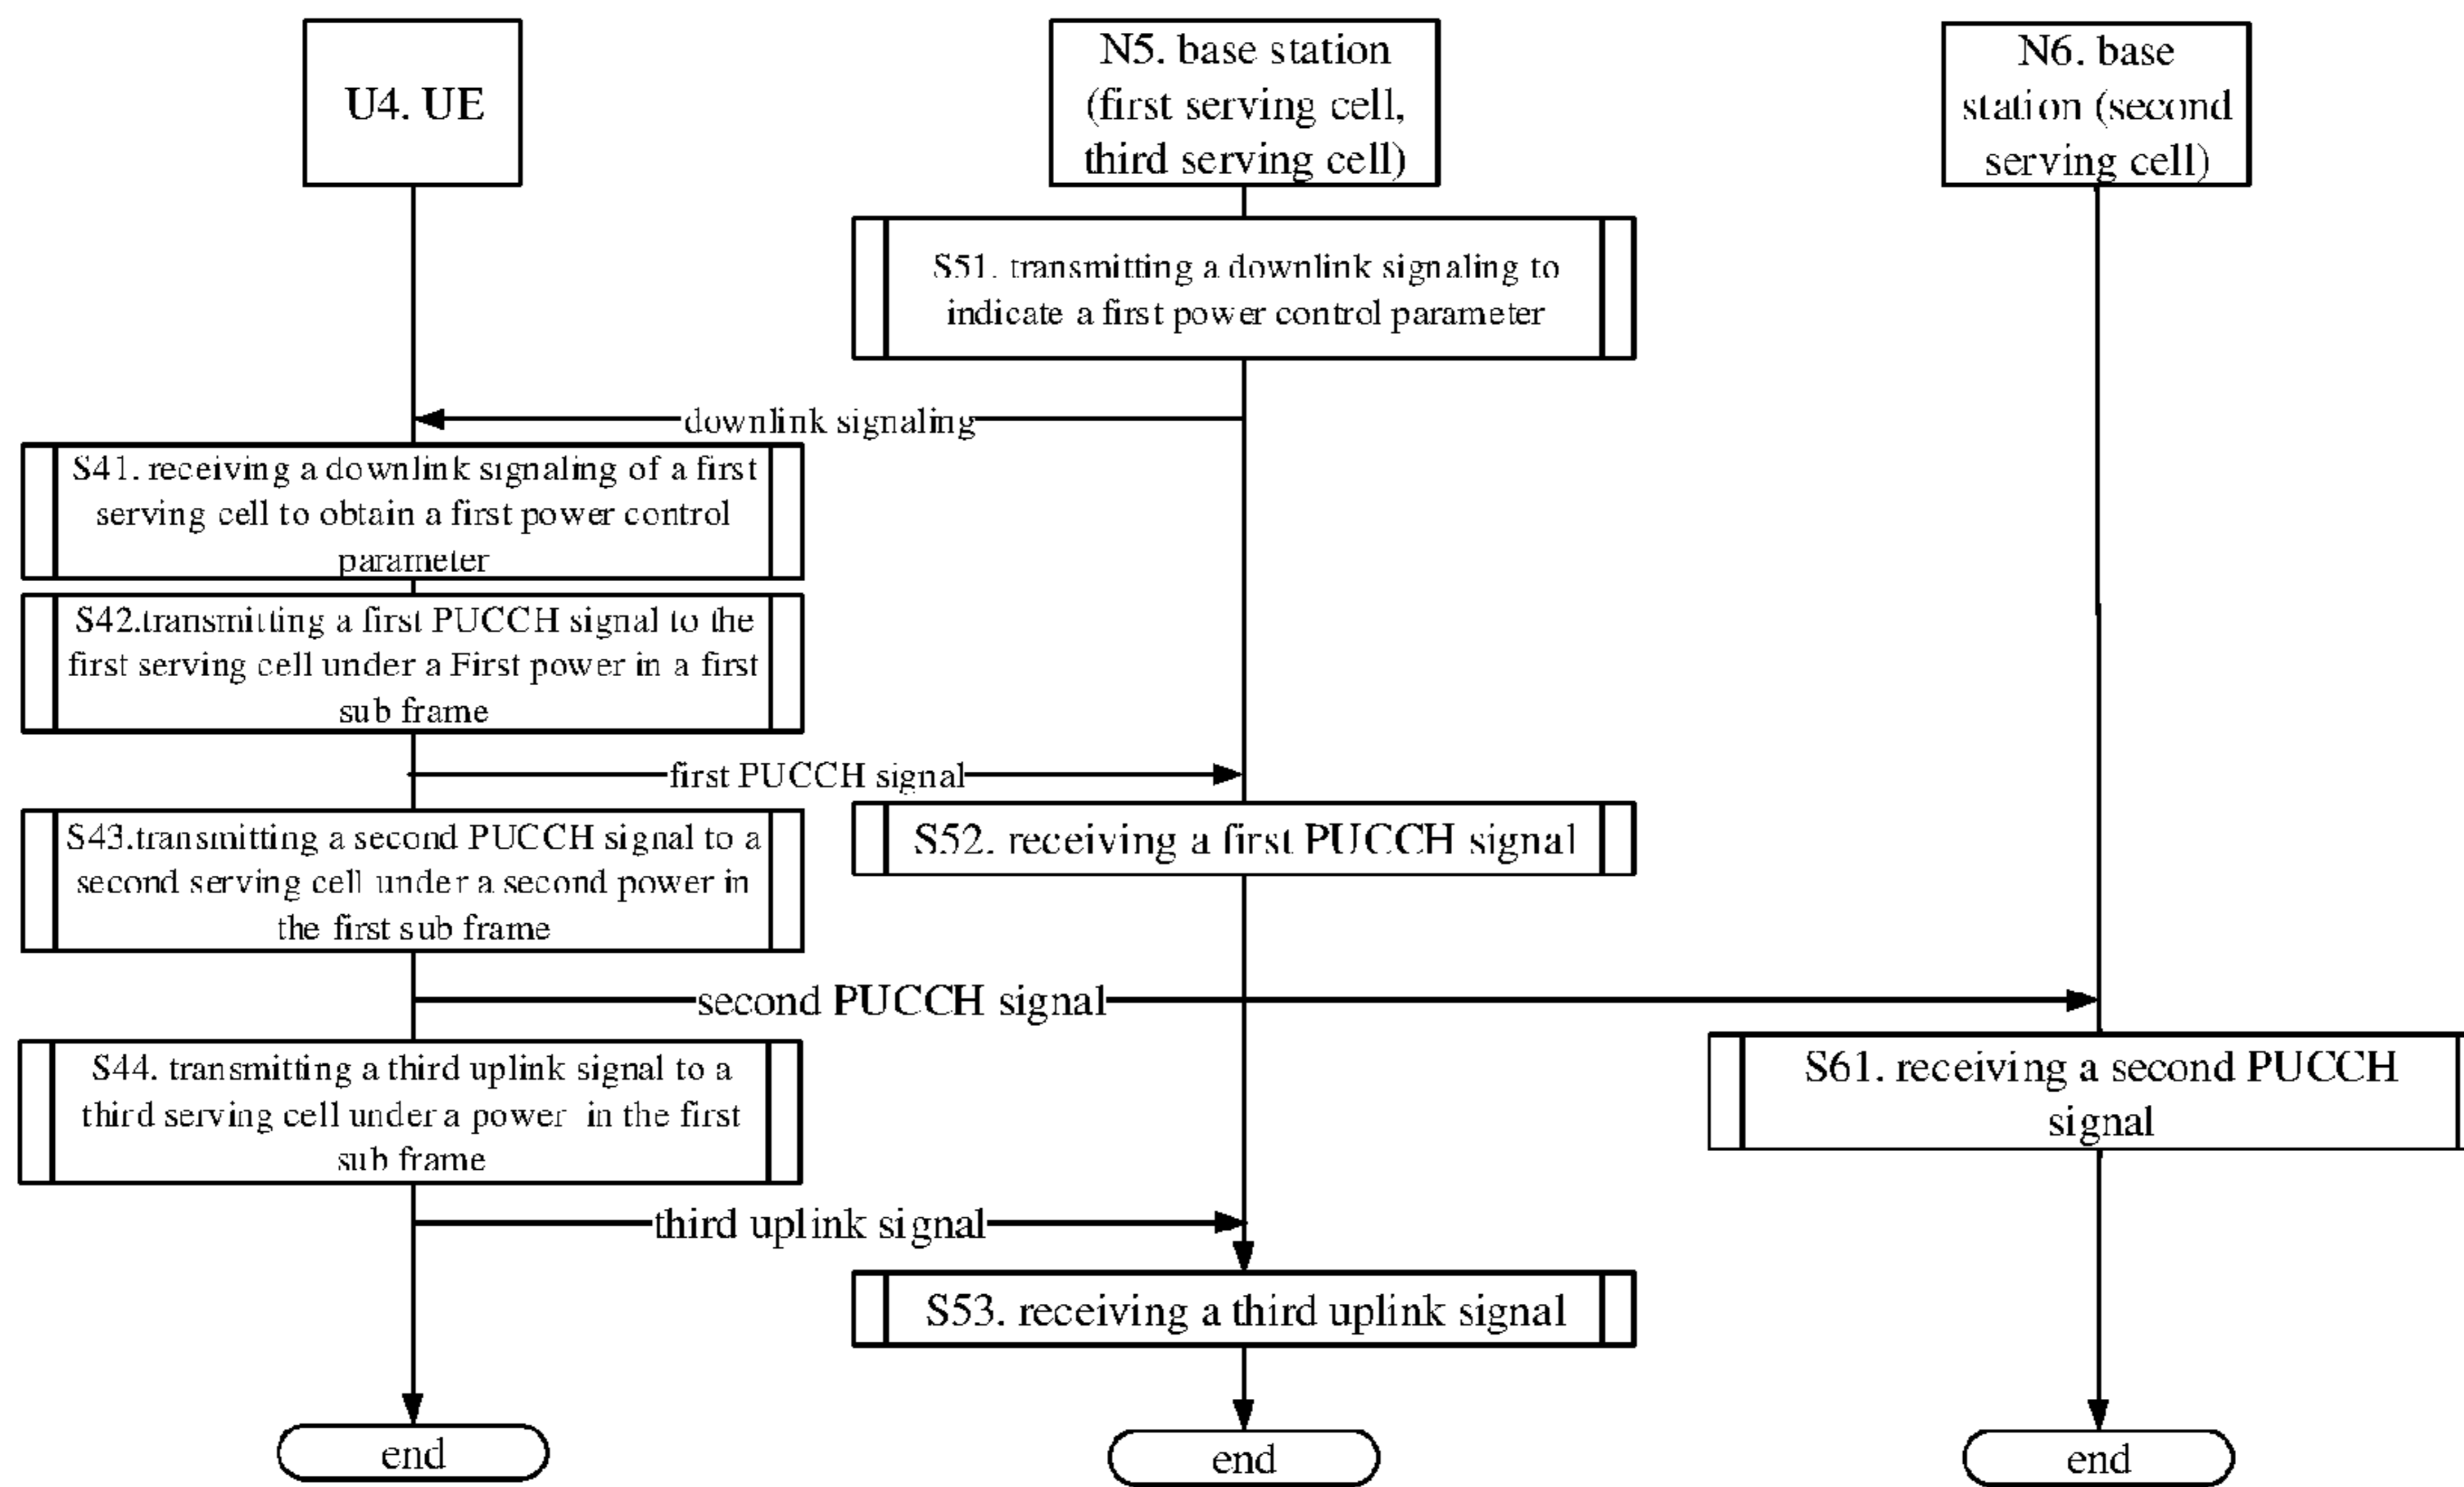 U4. UE
N5. base station
(first serving cell,
third serving cell)
N6. base
station (second
serving cell)
S51. transmitting a downlink signaling to
indicate a first power control parameter
downlink signaling
S41. receiving a downlink signaling of a first
serving cell to obtain a first power control
parameter
S42.transmitting a first PUCCH signal to the
first serving cell under a First power in a first
sub frame
first PUCCH signal
S43.transmitting a second PUCCH signal to a
second serving cell under a second power in
the first sub frame
S52. receiving a first PUCCH signal
second PUCCH signal
S44. transmitting a third uplink signal to a
third serving cell under a power in the first
sub frame
S61. receiving a second PUCCH
signal
third uplink signal
S53. receiving a third uplink signal
end
end
end